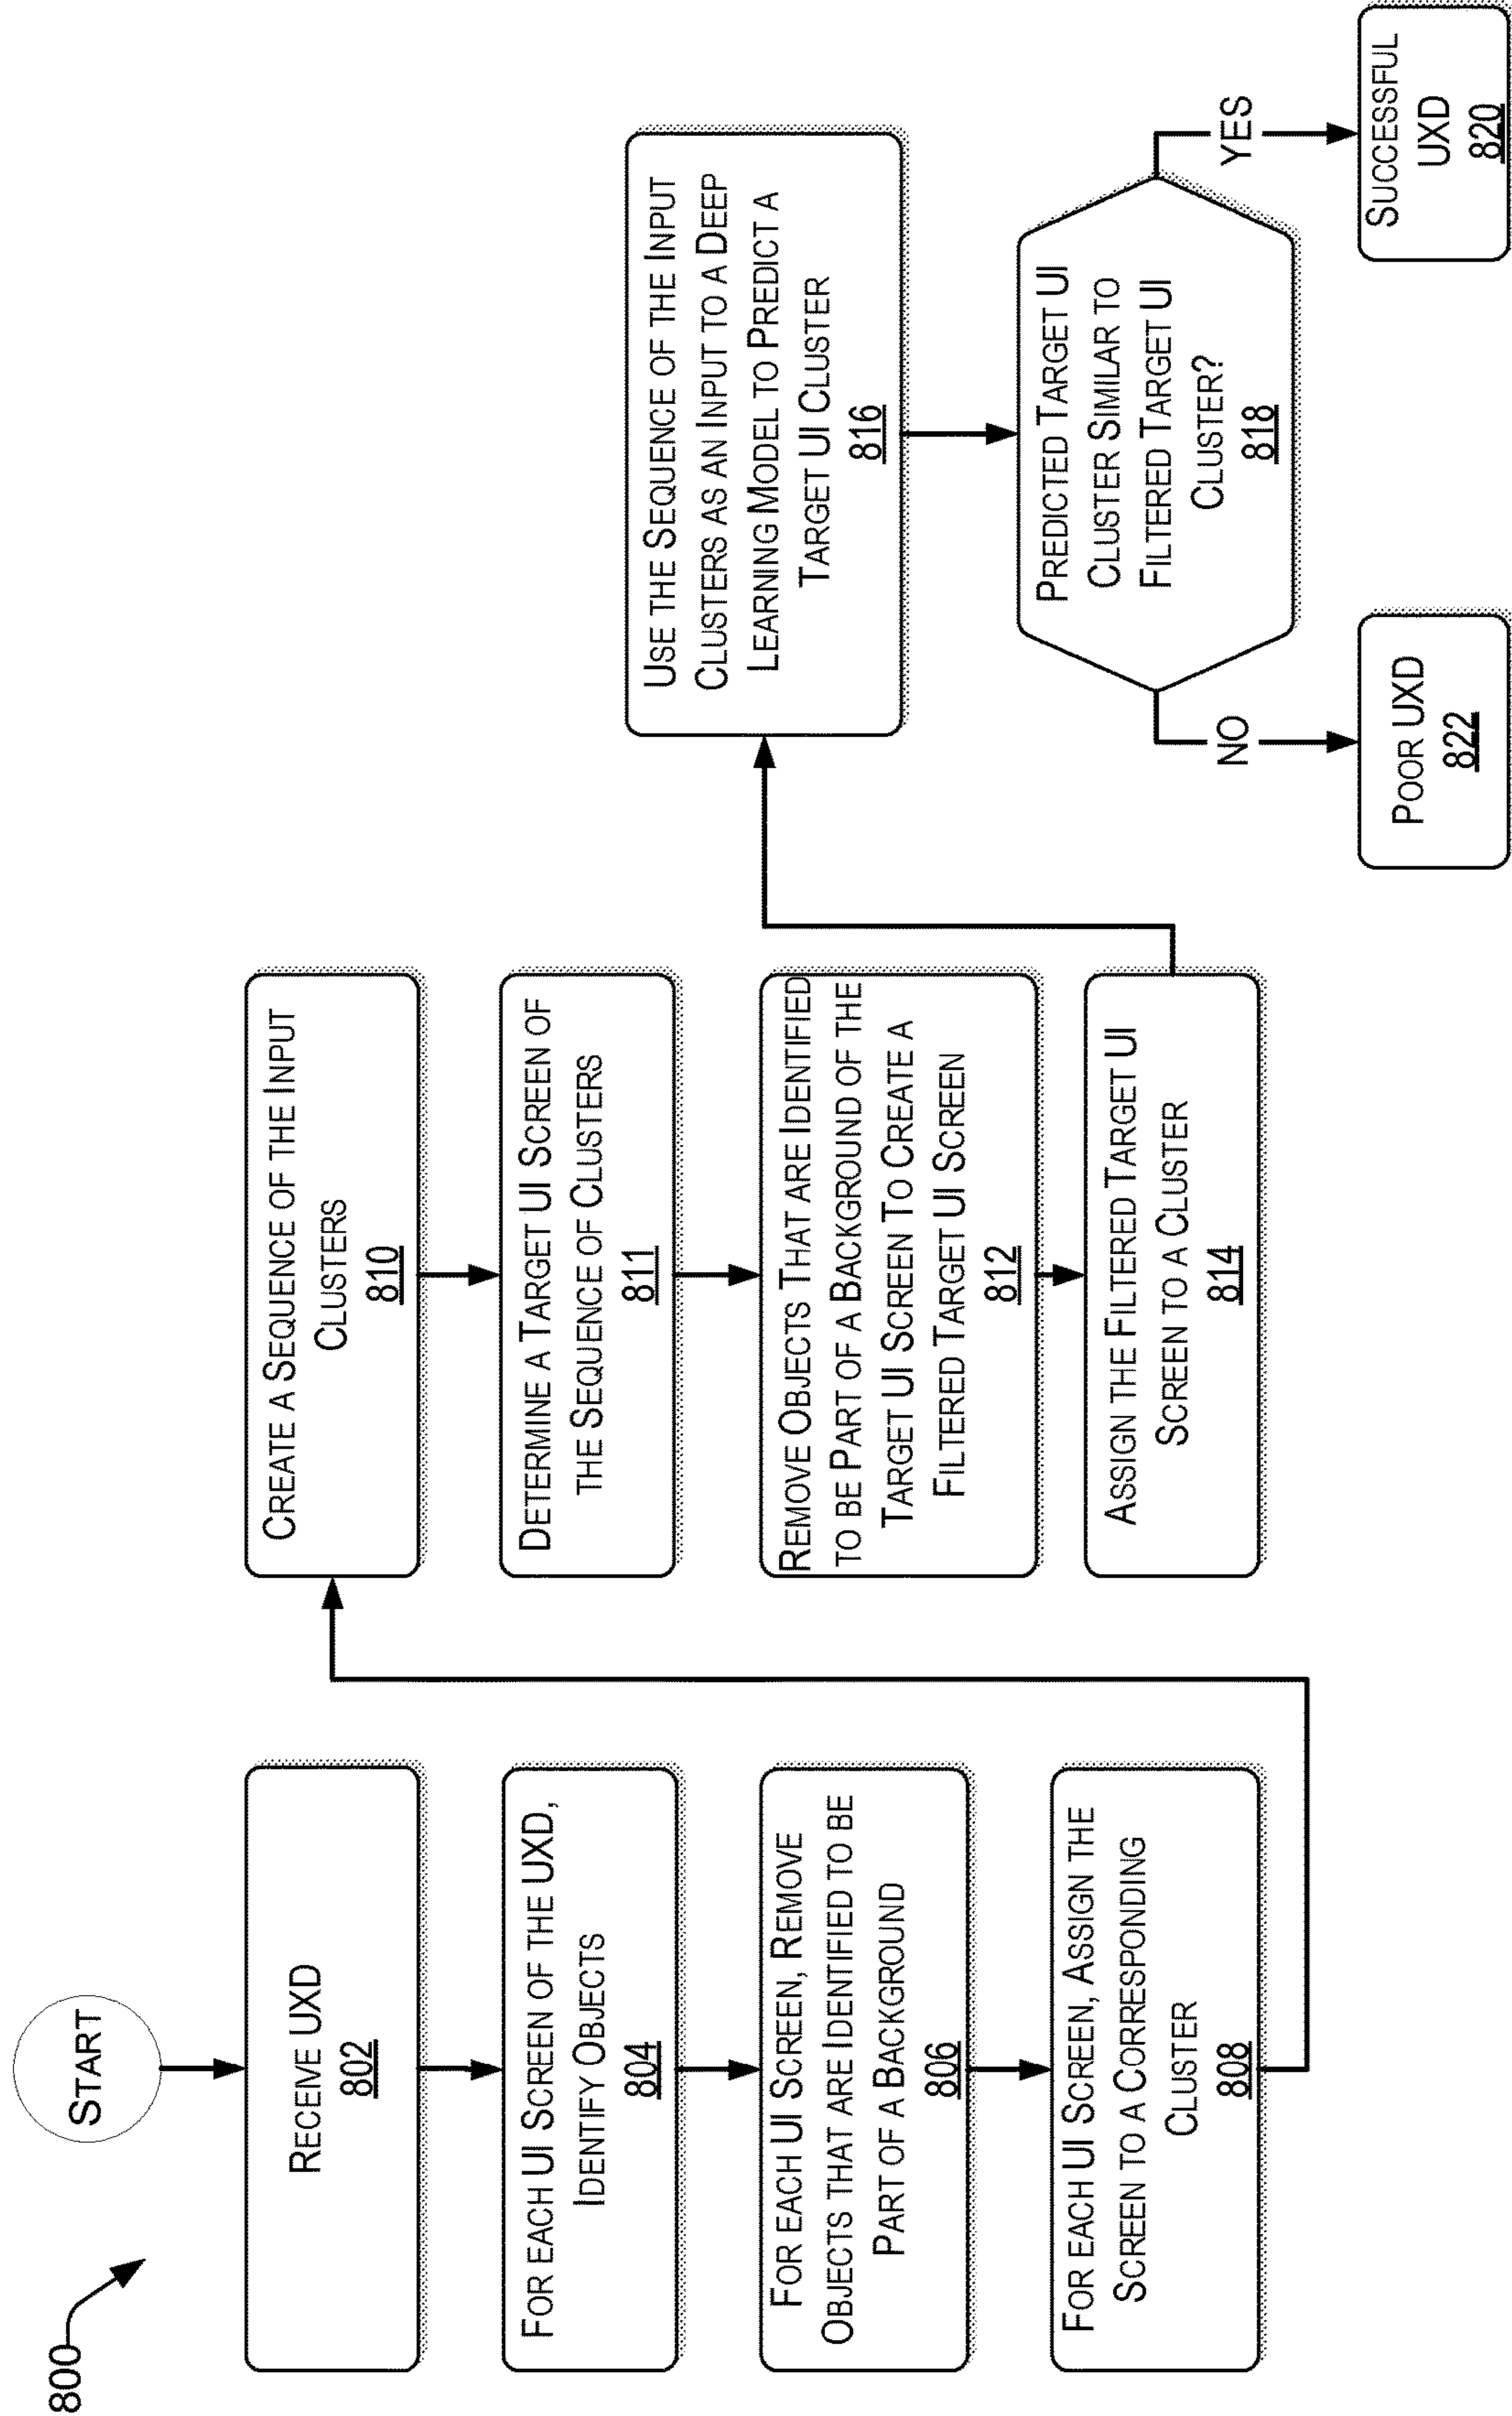 800
START
RECEIVE UXD
802
FOR EACH UI SCREEN OF THE UXD,
IDENTIFY OBJECTS
804
FOR EACH UI SCREEN, REMOVE
OBJECTS THAT ARE IDENTIFIED TO BE
PART OF A BACKGROUND
806
FOR EACH UI SCREEN, ASSIGN THE
SCREEN TO A CORRESPONDING
CLUSTER
808
CREATE A SEQUENCE OF THE INPUT
CLUSTERS
810
DETERMINE A TARGET UI SCREEN OF
THE SEQUENCE OF CLUSTERS
811
REMOVE OBJECTS THAT ARE IDENTIFIED
TO BE PART OF A BACKGROUND OF THE
TARGET UI SCREEN TO CREATE A
FILTERED TARGET UI SCREEN
812
ASSIGN THE FILTERED TARGET UI
SCREEN TO A CLUSTER
814
USE THE SEQUENCE OF THE INPUT
CLUSTERS AS AN INPUT TO A DEEP
LEARNING MODEL TO PREDICT A
TARGET UI CLUSTER
816
PREDICTED TARGET UI
CLUSTER SIMILAR TO
FILTERED TARGET UI
CLUSTER?
818
NO
YES
POOR UXD
822
SUCCESSFUL
UXD
820